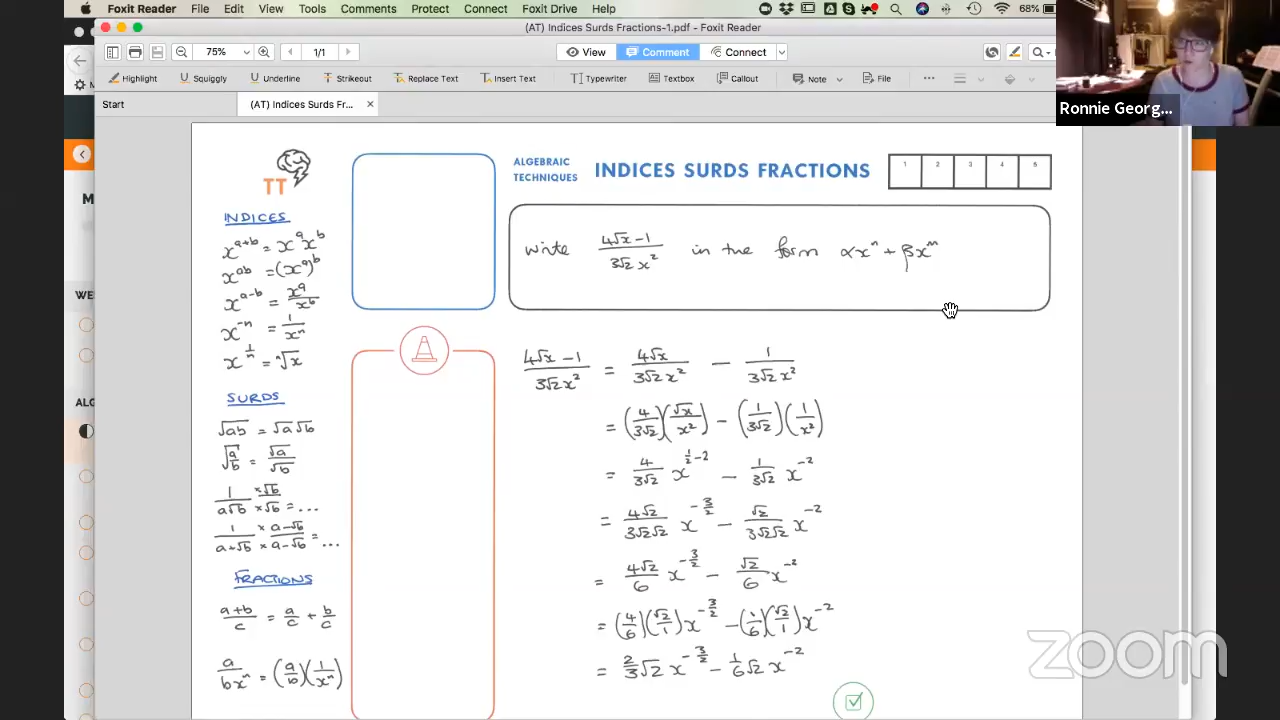 Foxit Reader File Edit View Tools Comments Protect Connect Foxit Drive Help 68%
(AT) Indices Surds Fractions-1.pdf - Foxit Reader
75% 1/1 View Comment Connect
Highlight Squiggly Underline Strikeout Replace Text Insert Text Typewriter Textbox Callout Note File
Start (AT) Indices Surds Fr... ×
Ronnie Georg...
TT
ALGEBRAIC
TECHNIQUES
INDICES SURDS FRACTIONS
1 2 3 4 5
Write (4√x - 1)/(3√2 x²) in the form αxⁿ + βxᵐ
INDICES
x^(a+b) = x^a x^b
x^(ab) = (x^a)^b
x^(a-b) = x^a/x^b
x^(-n) = 1/x^n
x^(1/n) = ⁿ√x
SURDS
√ab = √a√b
√(a/b) = √a/√b
1/(a√b) ×√b/×√b = ...
1/(a+√b) × (a-√b)/× (a-√b) = ...
FRACTIONS
(a+b)/c = a/c + b/c
a/(bx^n) = (a/b)(1/x^n)
(4√x - 1)/(3√2 x²) = 4√x/(3√2 x²) - 1/(3√2 x²)
= (4/3√2)(√x/x²) - (1/3√2)(1/x²)
= 4/(3√2) x^(1/2-2) - 1/(3√2) x^(-2)
= 4√2/(3√2√2) x^(-3/2) - √2/(3√2√2) x^(-2)
= 4√2/6 x^(-3/2) - √2/6 x^(-2)
= (4/6)(√2/1) x^(-3/2) - (1/6)(√2/1) x^(-2)
= 2/3 √2 x^(-3/2) - 1/6 √2 x^(-2)
M
WE
ALG
zoom